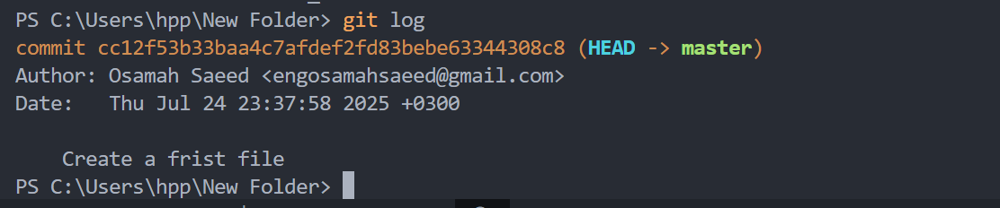 PS C:\Users\hpp\New Folder> git log
commit cc12f53b33baa4c7afdef2fd83bebe63344308c8 (HEAD -> master)
Author: Osamah Saeed <engosamahsaeed@gmail.com>
Date:   Thu Jul 24 23:37:58 2025 +0300

    Create a frist file
PS C:\Users\hpp\New Folder>